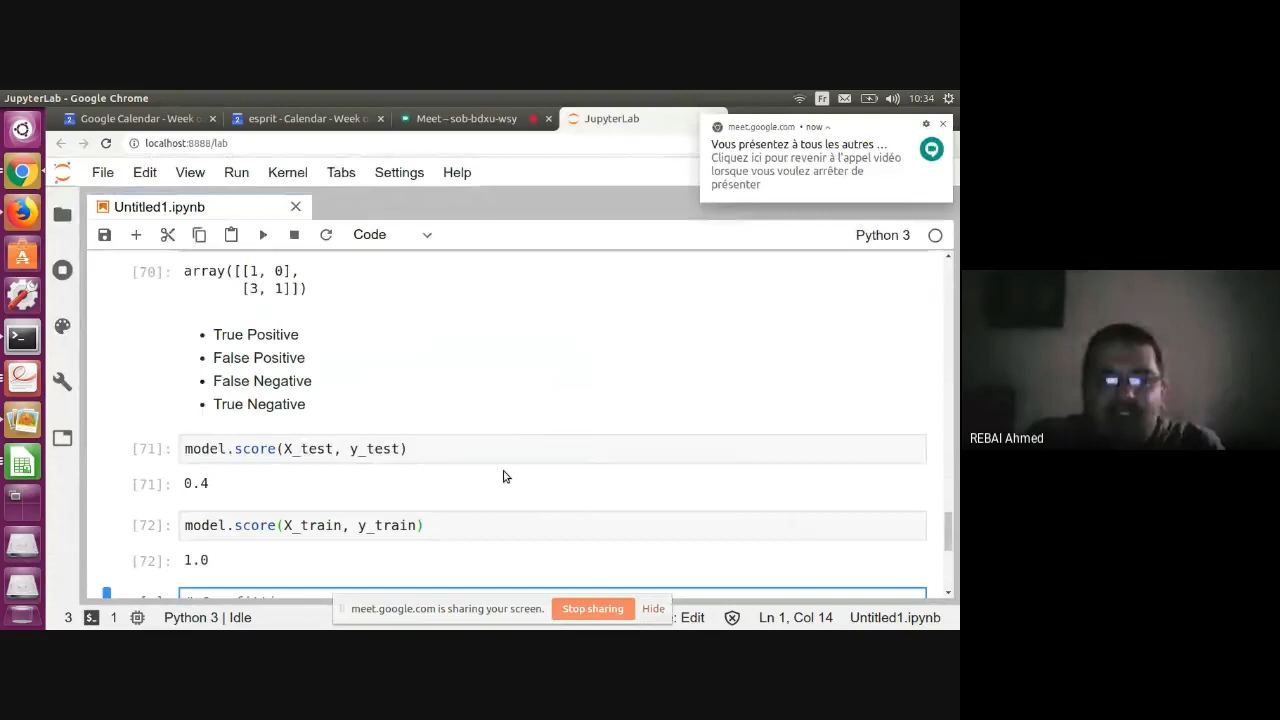 JupyterLab - Google Chrome
Fr
10:34
Google Calendar - Week o
esprit - Calendar - Week o
Meet – sob-bdxu-wsy
JupyterLab
localhost:8888/lab
meet.google.com • now
Vous présentez à tous les autres ...
Cliquez ici pour revenir à l'appel vidéo
lorsque vous voulez arrêter de
présenter
File Edit View Run Kernel Tabs Settings Help
Untitled1.ipynb
Code
Python 3
[70]: array([[1, 0],
[3, 1]])
• True Positive
• False Positive
• False Negative
• True Negative
[71]: model.score(X_test, y_test)
[71]: 0.4
[72]: model.score(X_train, y_train)
[72]: 1.0
REBAI Ahmed
meet.google.com is sharing your screen. Stop sharing Hide
3 1 Python 3 | Idle : Edit Ln 1, Col 14 Untitled1.ipynb